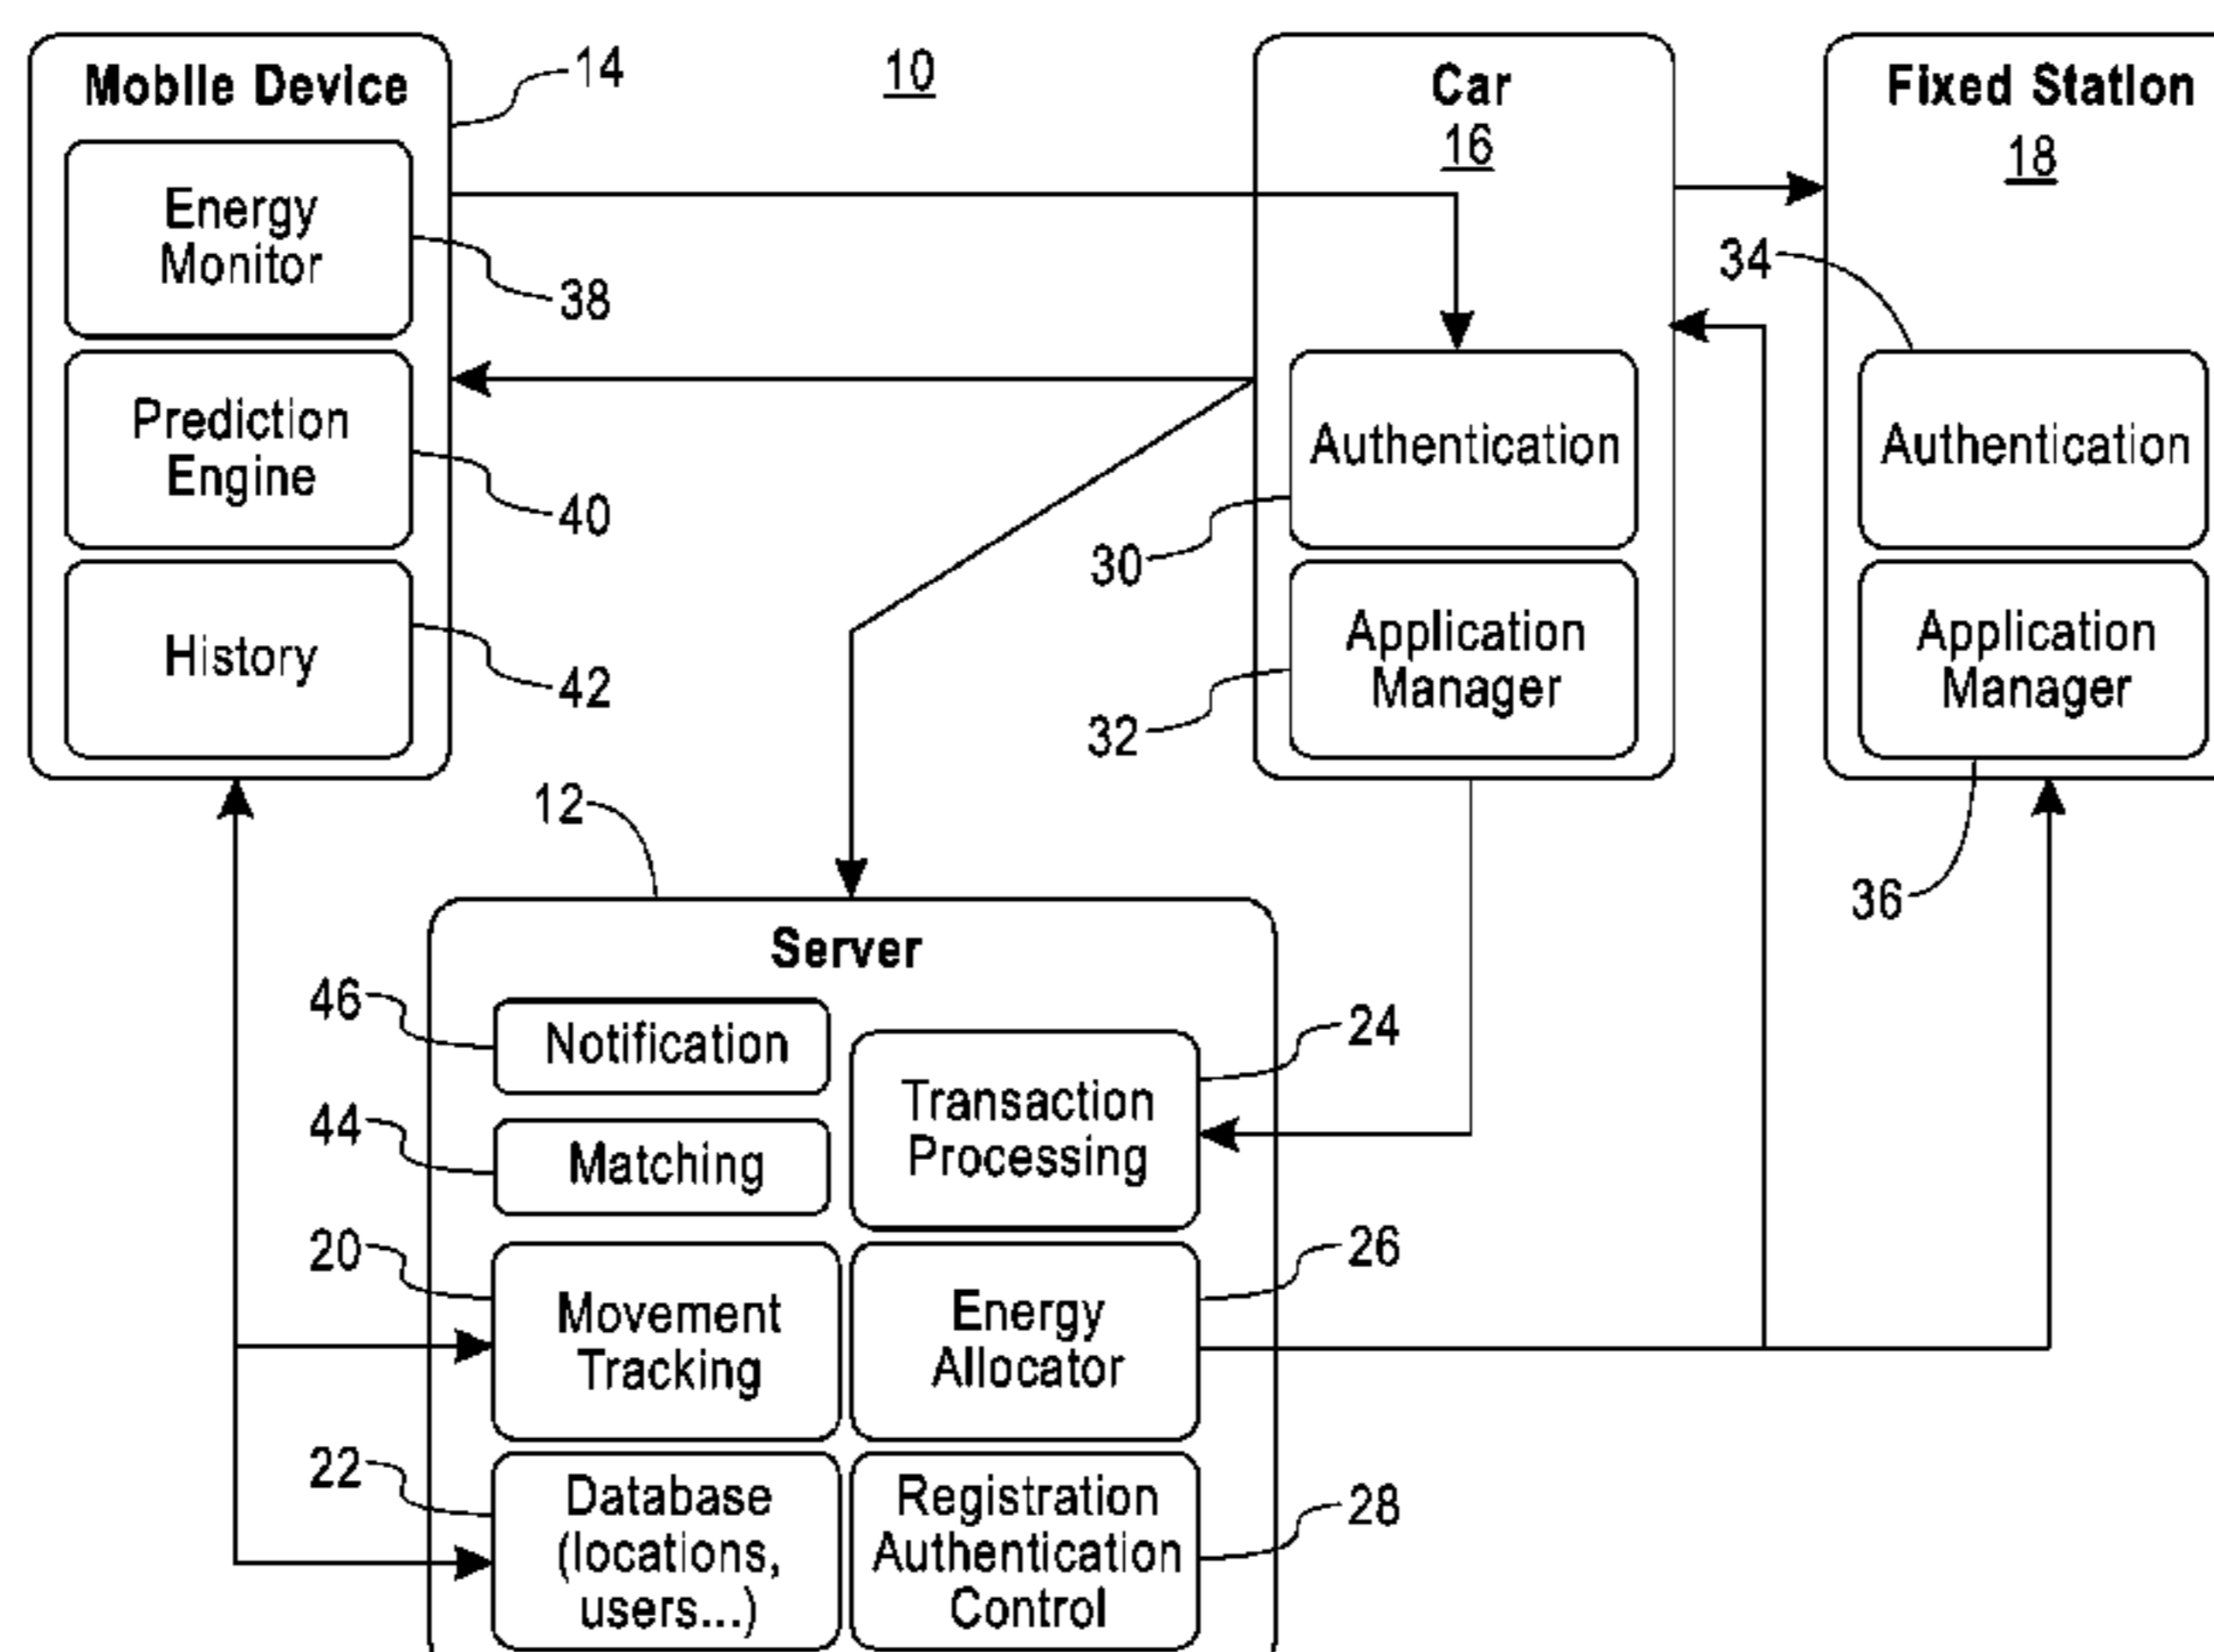 Mobile Device
14
10
Car
16
Fixed Station
18
Energy
Monitor
38
34
Prediction
Engine
40
Authentication
30
Authentication
History
42
Application
Manager
32
Application
Manager
36
12
Server
46
Notification
24
Transaction
Processing
44
Matching
20
Movement
Tracking
26
Energy
Allocator
22
Database
(locations,
users...)
Registration
Authentication
Control
28